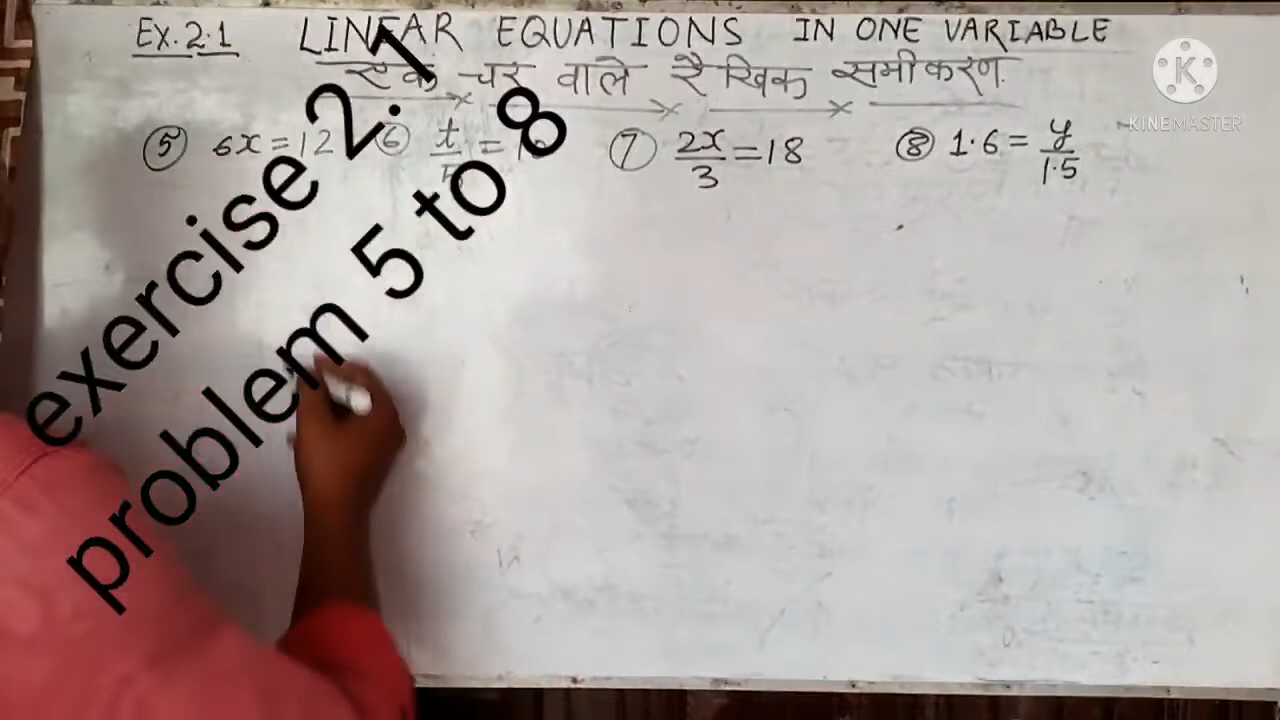 Ex.2.1 LINEAR EQUATIONS IN ONE VARIABLE
एक चर वाले रैखिक समीकरण.
⑤ 6x=12 ⑥ t/5 = ⑦ 2x/3=18 ⑧ 1.6= y/1.5
exercise 2.1
problem 5 to 8
K
KINEMASTER